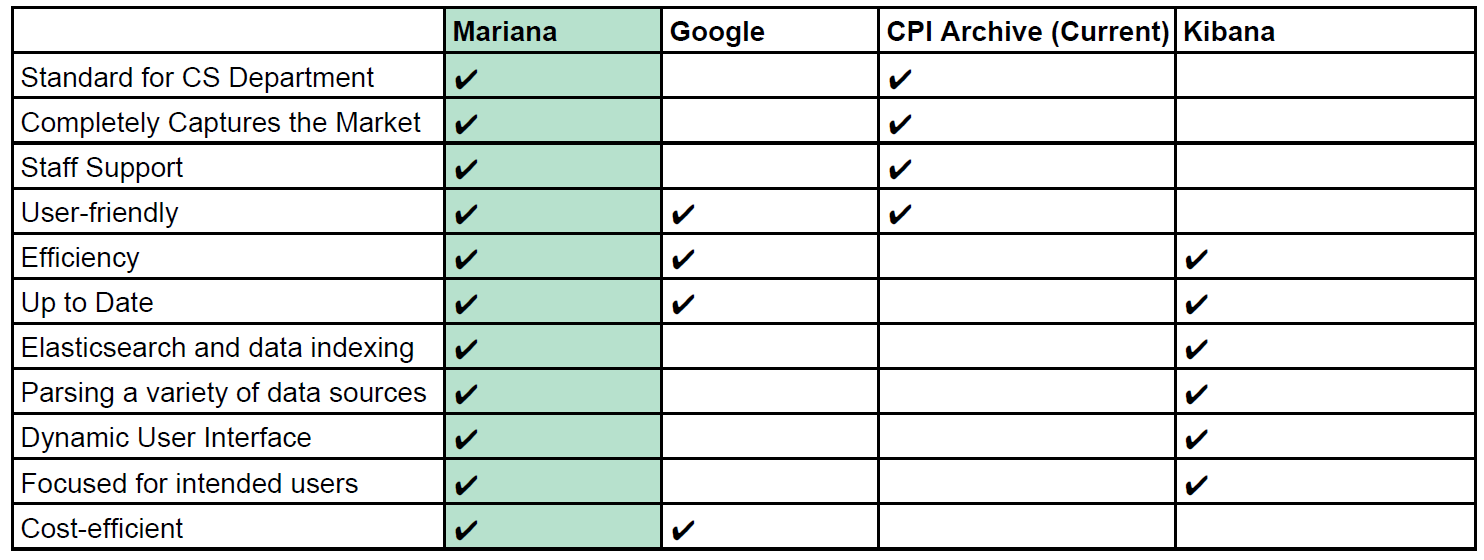 Mariana Google CPI Archive (Current) Kibana
Standard for CS Department ✔ ✔
Completely Captures the Market ✔ ✔
Staff Support ✔ ✔
User-friendly ✔ ✔ ✔
Efficiency ✔ ✔ ✔
Up to Date ✔ ✔ ✔
Elasticsearch and data indexing ✔ ✔
Parsing a variety of data sources ✔ ✔
Dynamic User Interface ✔ ✔
Focused for intended users ✔ ✔
Cost-efficient ✔ ✔